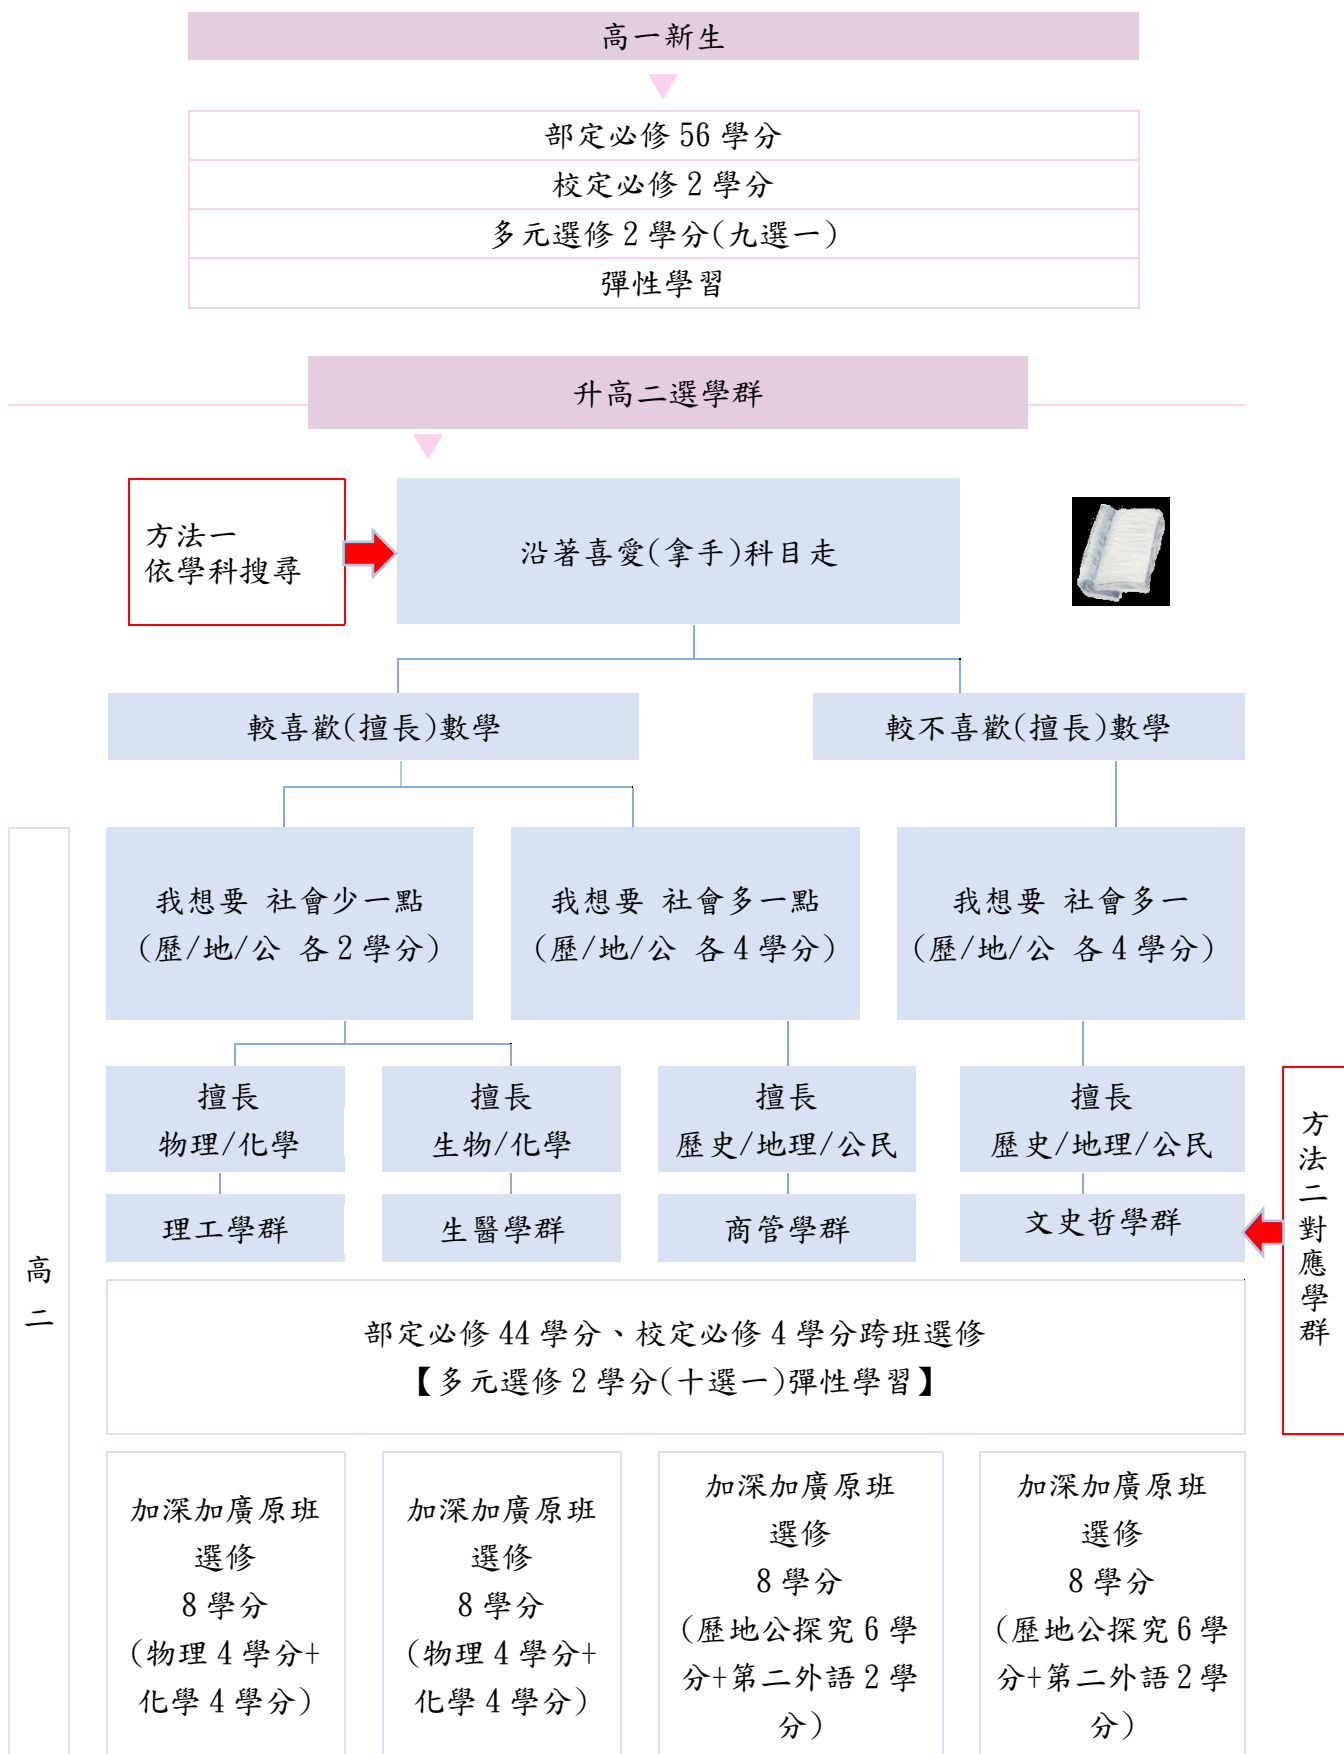 高一新生
部定必修 56 學分
校定必修 2 學分
多元選修 2 學分(九選一)
彈性學習
升高二選學群
方法一
依學科搜尋
沿著喜愛(拿手)科目走
較喜歡(擅長)數學
較不喜歡(擅長)數學
我想要 社會少一點
(歷/地/公 各 2 學分)
我想要 社會多一點
(歷/地/公 各 4 學分)
我想要 社會多一
(歷/地/公 各 4 學分)
擅長
物理/化學
擅長
生物/化學
擅長
歷史/地理/公民
擅長
歷史/地理/公民
理工學群
生醫學群
商管學群
文史哲學群
方法二對應學群
高二
部定必修 44 學分、校定必修 4 學分跨班選修
【多元選修 2 學分(十選一)彈性學習】
加深加廣原班
選修
8 學分
(物理 4 學分+
化學 4 學分)
加深加廣原班
選修
8 學分
(物理 4 學分+
化學 4 學分)
加深加廣原班
選修
8 學分
(歷地公探究 6 學
分+第二外語 2 學
分)
加深加廣原班
選修
8 學分
(歷地公探究 6 學
分+第二外語 2 學
分)